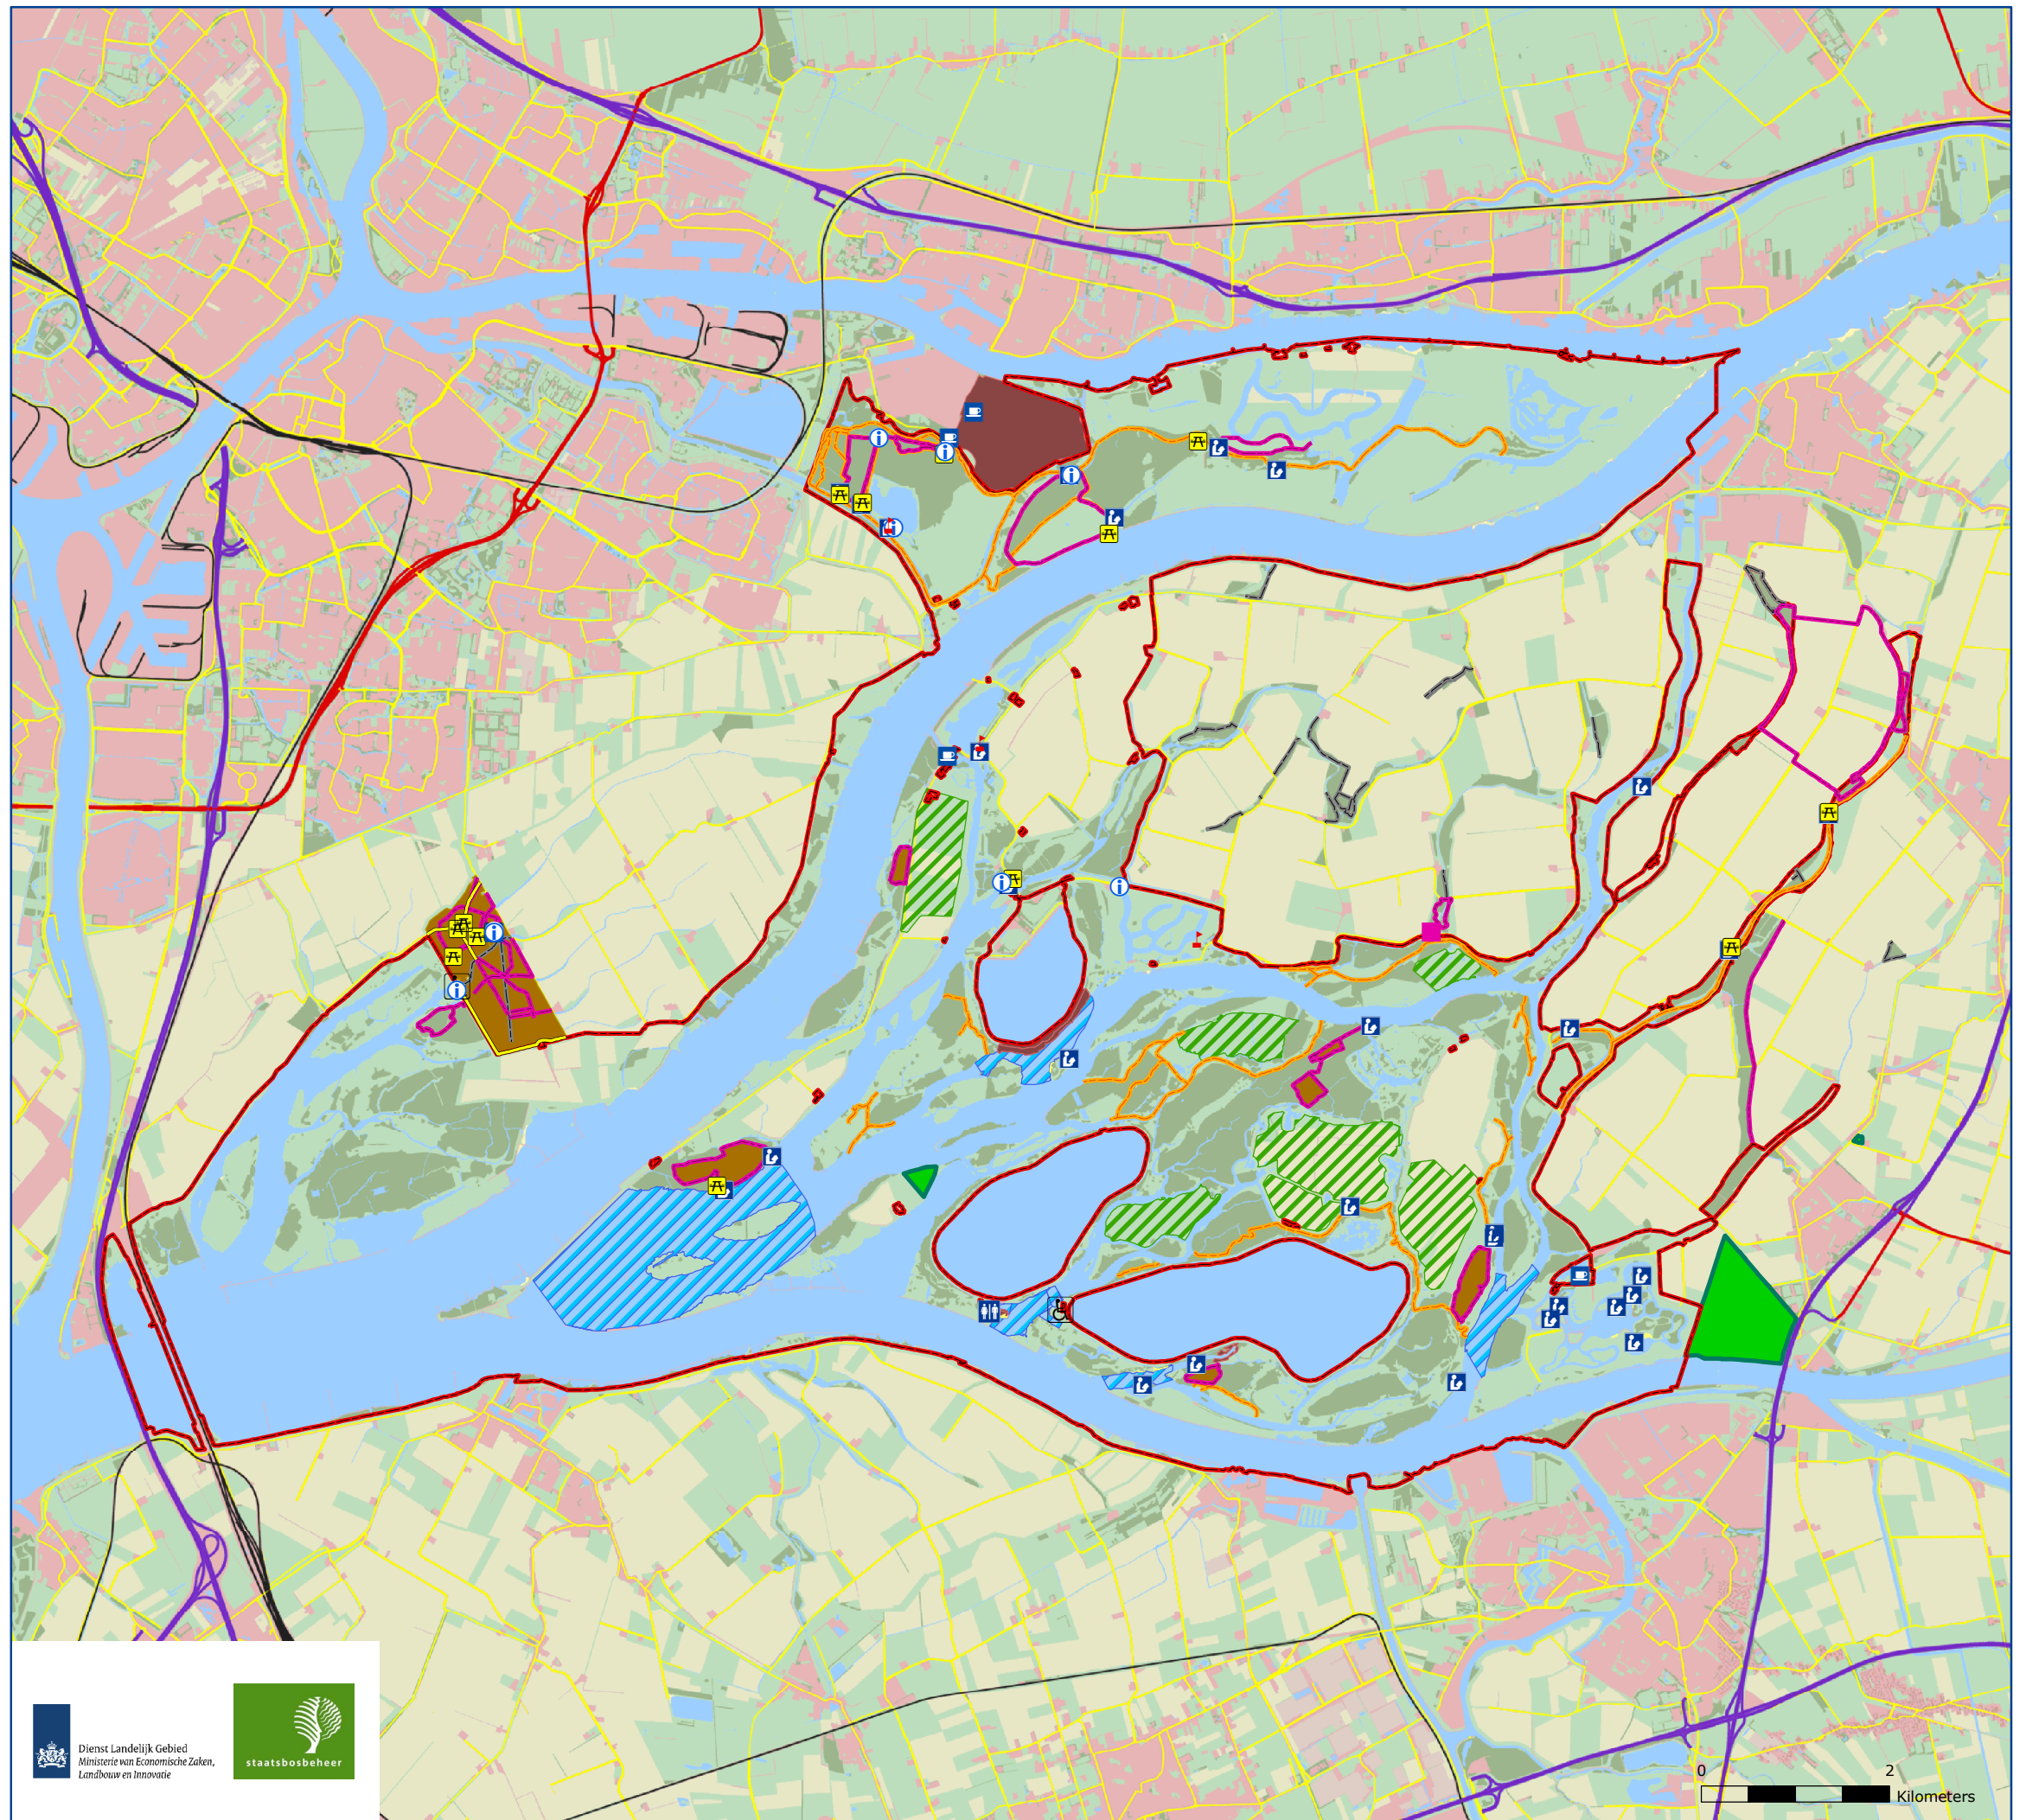 Dienst Landelijk Gebied
Ministerie van Economische Zaken,
Landbouw en Innovatie
staatsbosbeheer
0 2
Kilometers